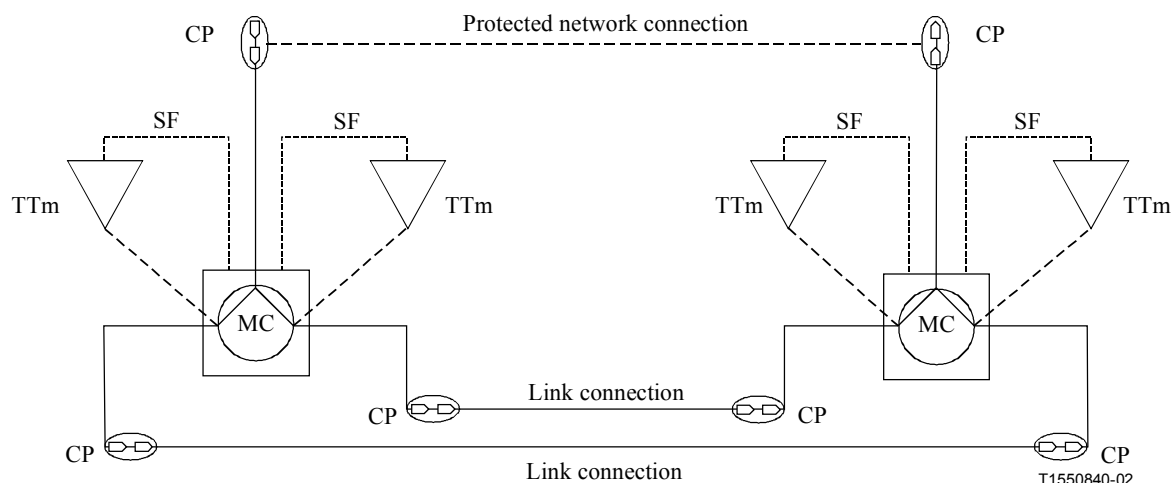 Protected network connection
CP
CP
SF
SF
SF
SF
TTm
TTm
TTm
TTm
MC
MC
Link connection
CP
CP
CP
CP
Link connection
T1550840-02